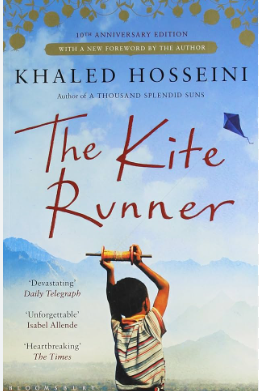 10TH ANNIVERSARY EDITION
WITH A NEW FOREWORD BY THE AUTHOR
KHALED HOSSEINI
Author of A THOUSAND SPLENDID SUNS
The Kite
Runner
‘Devastating’
Daily Telegraph
‘Unforgettable’
Isabel Allende
‘Heartbreaking’
The Times
BLOOMSBURY